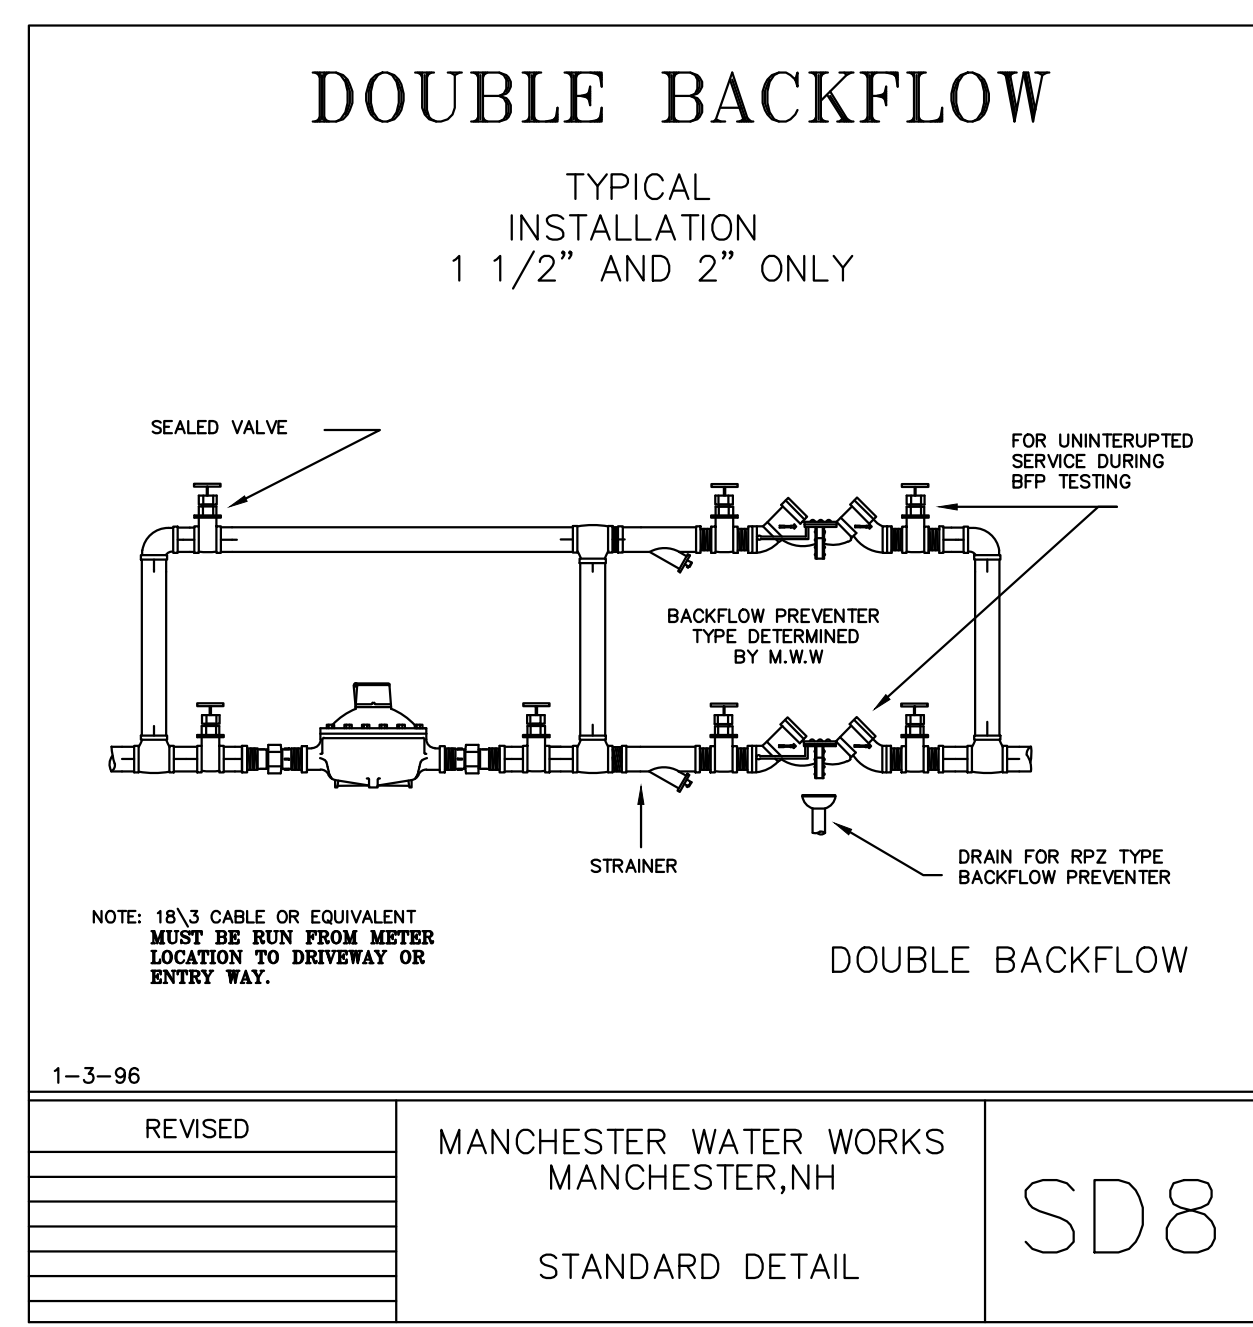 DOUBLE BACKFLOW
TYPICAL
INSTALLATION
1 1/2" AND 2" ONLY
SEALED VALVE
FOR UNINTERUPTED
SERVICE DURING
BFP TESTING
BACKFLOW PREVENTER
TYPE DETERMINED
BY M.W.W
STRAINER
DRAIN FOR RPZ TYPE
BACKFLOW PREVENTER
NOTE: 18\3 CABLE OR EQUIVALENT
MUST BE RUN FROM METER
LOCATION TO DRIVEWAY OR
ENTRY WAY.
DOUBLE BACKFLOW
1-3-96
REVISED
MANCHESTER WATER WORKS
MANCHESTER,NH
STANDARD DETAIL
SD8